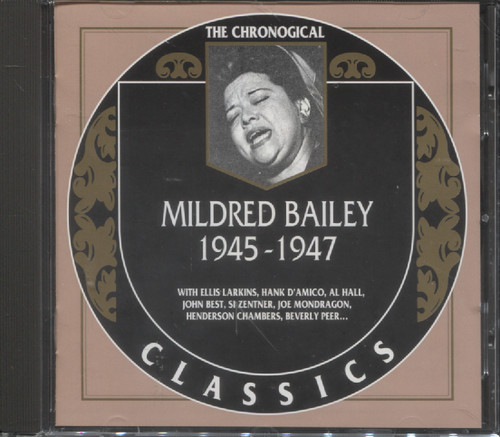 THE CHRONOGICAL
MILDRED BAILEY
1945-1947
WITH ELLIS LARKINS, HANK D'AMICO, AL HALL,
JOHN BEST, SI ZENTNER, JOE MONDRAGON,
HENDERSON CHAMBERS, BEVERLY PEER...
CLASSICS